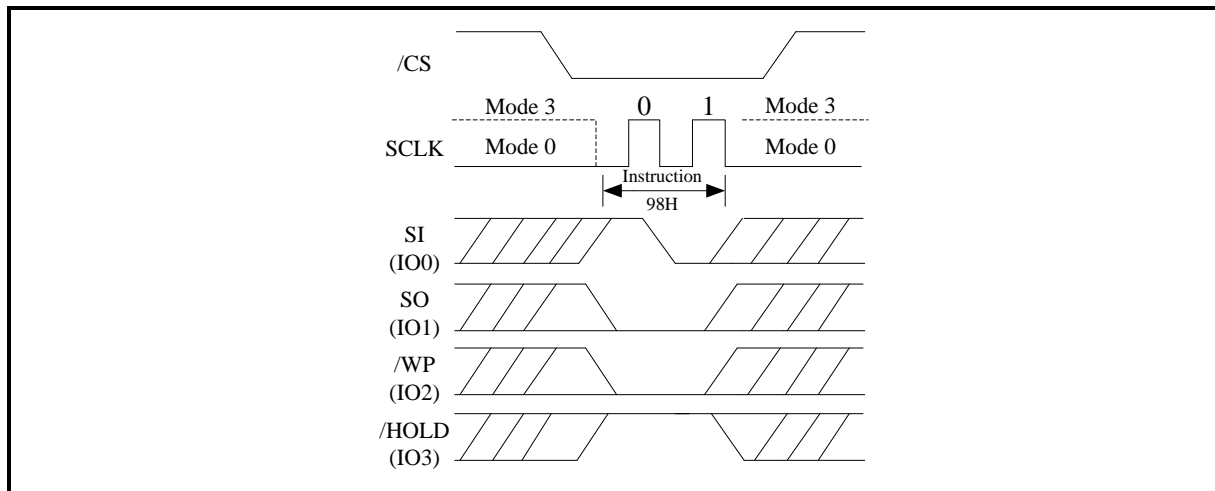 /CS
Mode 3 0 1 Mode 3
SCLK Mode 0 Mode 0
Instruction
98H
SI
(IO0)
SO
(IO1)
/WP
(IO2)
/HOLD
(IO3)